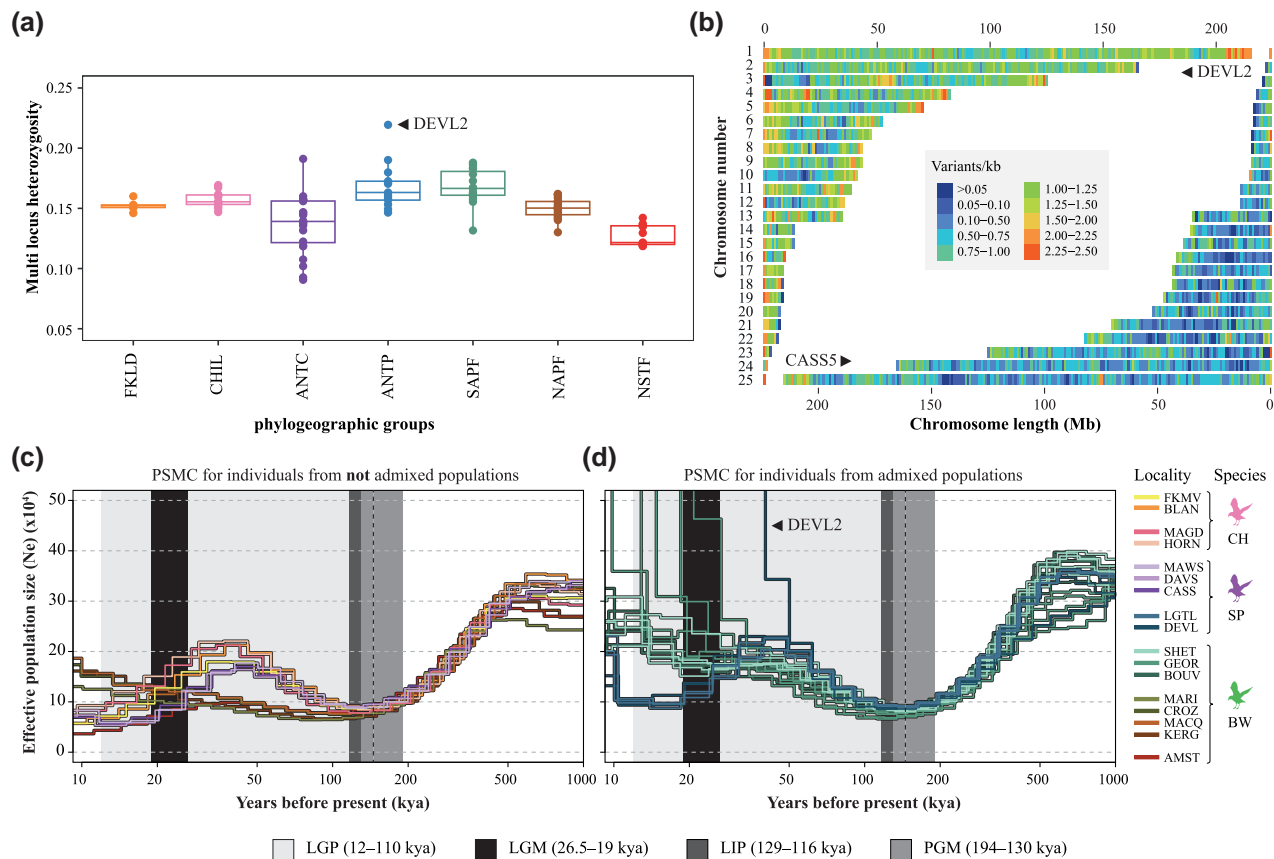 (a)
0.25
0.20
0.15
0.10
0.05
Multi locus heterozygosity
◄ DEVL2
FKLD
CHIL
ANTC
ANTP
SAPF
NAPF
NSTF
phylogeographic groups
(b)
0 50 100 150 200
Chromosome number
1
2
3
4
5
6
7
8
9
10
11
12
13
14
15
16
17
18
19
20
21
22
23
24
25
◄ DEVL2
Variants/kb
>0.05 1.00–1.25
0.05–0.10 1.25–1.50
0.10–0.50 1.50–2.00
0.50–0.75 2.00–2.25
0.75–1.00 2.25–2.50
CASS5 ►
200 150 100 50 0
Chromosome length (Mb)
(c)
PSMC for individuals from not admixed populations
Effective population size (Ne) (x10⁴)
50
40
30
20
10
0
10 20 50 100 200 500 1000
Years before present (kya)
(d)
PSMC for individuals from admixed populations
◄ DEVL2
10 20 50 100 200 500 1000
Years before present (kya)
Locality Species
FKMV
BLAN
MAGD
HORN
CH
MAWS
DAVS
CASS
LGTL
DEVL
SP
SHET
GEOR
BOUV
MARI
CROZ
MACQ
KERG
AMST
BW
LGP (12–110 kya) LGM (26.5–19 kya) LIP (129–116 kya) PGM (194–130 kya)